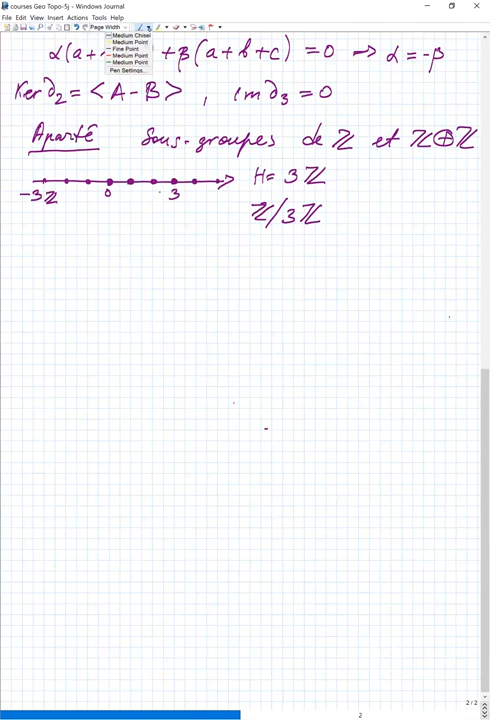 courses Geo Topo-5j - Windows Journal
File Edit View Insert Actions Tools Help
Page Width
Medium Chisel
Medium Point
Fine Point
Medium Point
Medium Point
Pen Settings...
α(a+ +β(a+b+c) = 0 ⟹ α = -β
Ker ∂₂ = <A-B> , Im ∂₃ = 0
Aparté Sous-groupes de ℤ et ℤ⊕ℤ
H = 3ℤ
-3ℤ 0 3
ℤ/3ℤ
2 / 2
2